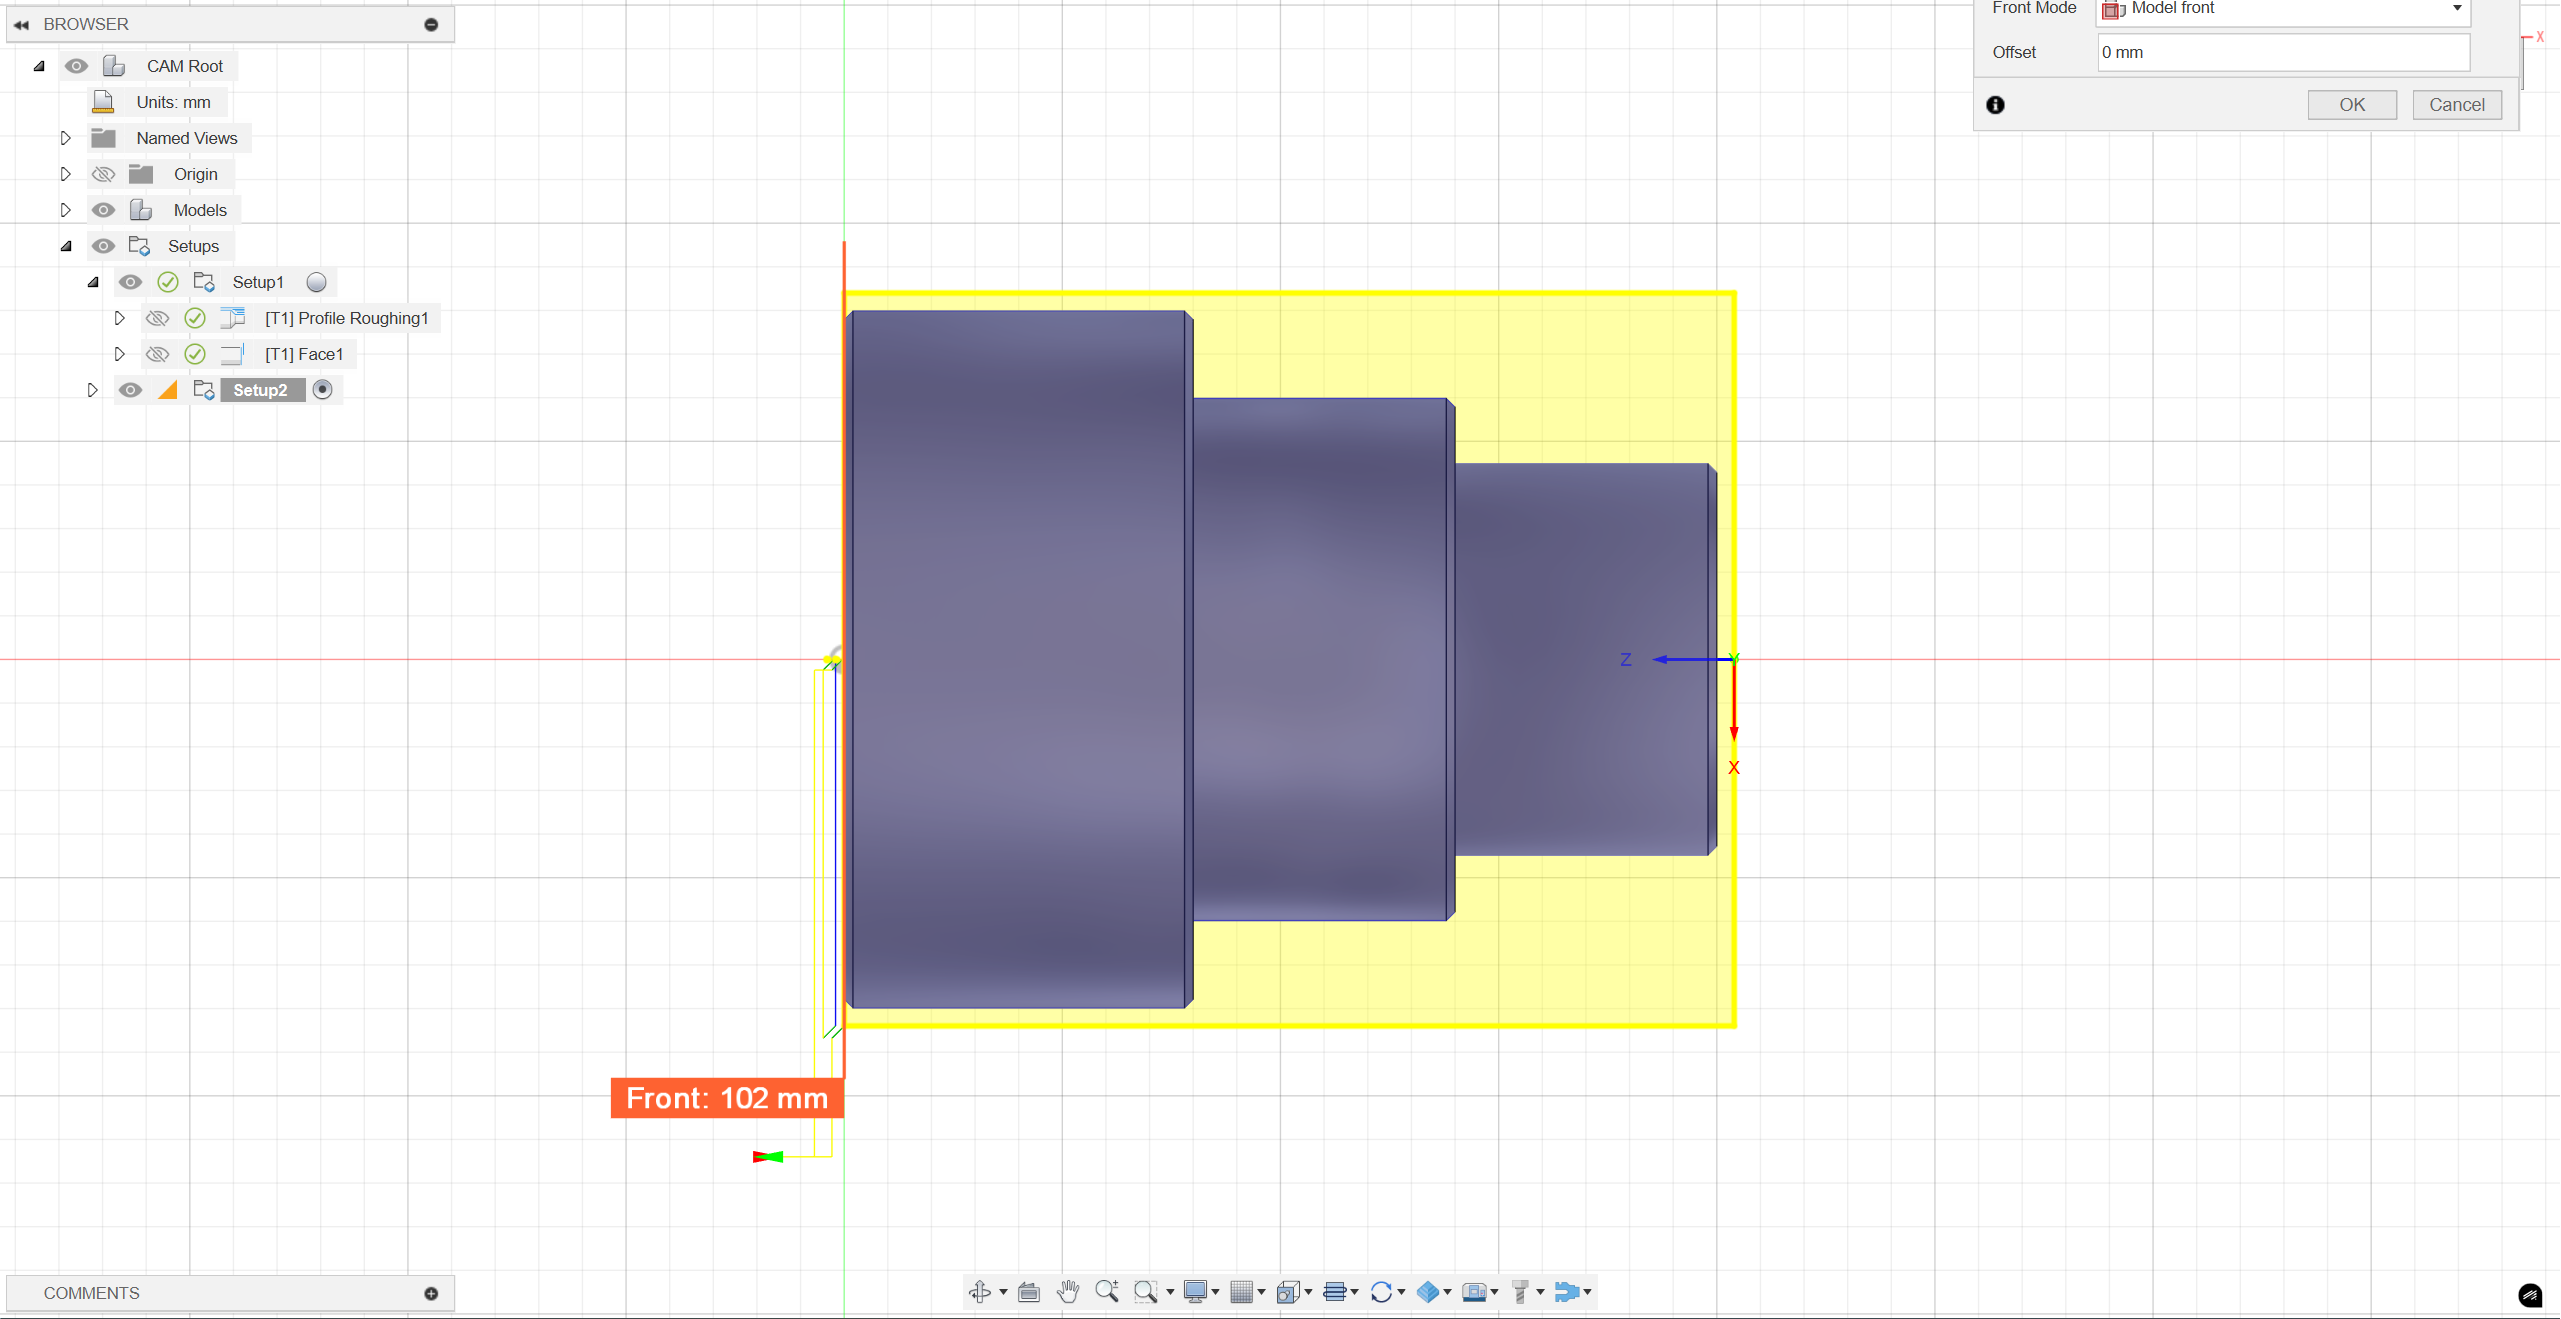 BROWSER
CAM Root
Units: mm
Named Views
Origin
Models
Setups
Setup1
[T1] Profile Roughing1
[T1] Face1
Setup2
Front Mode
Model front
Offset
0 mm
OK
Cancel
X
Z
Y
X
Front: 102 mm
COMMENTS